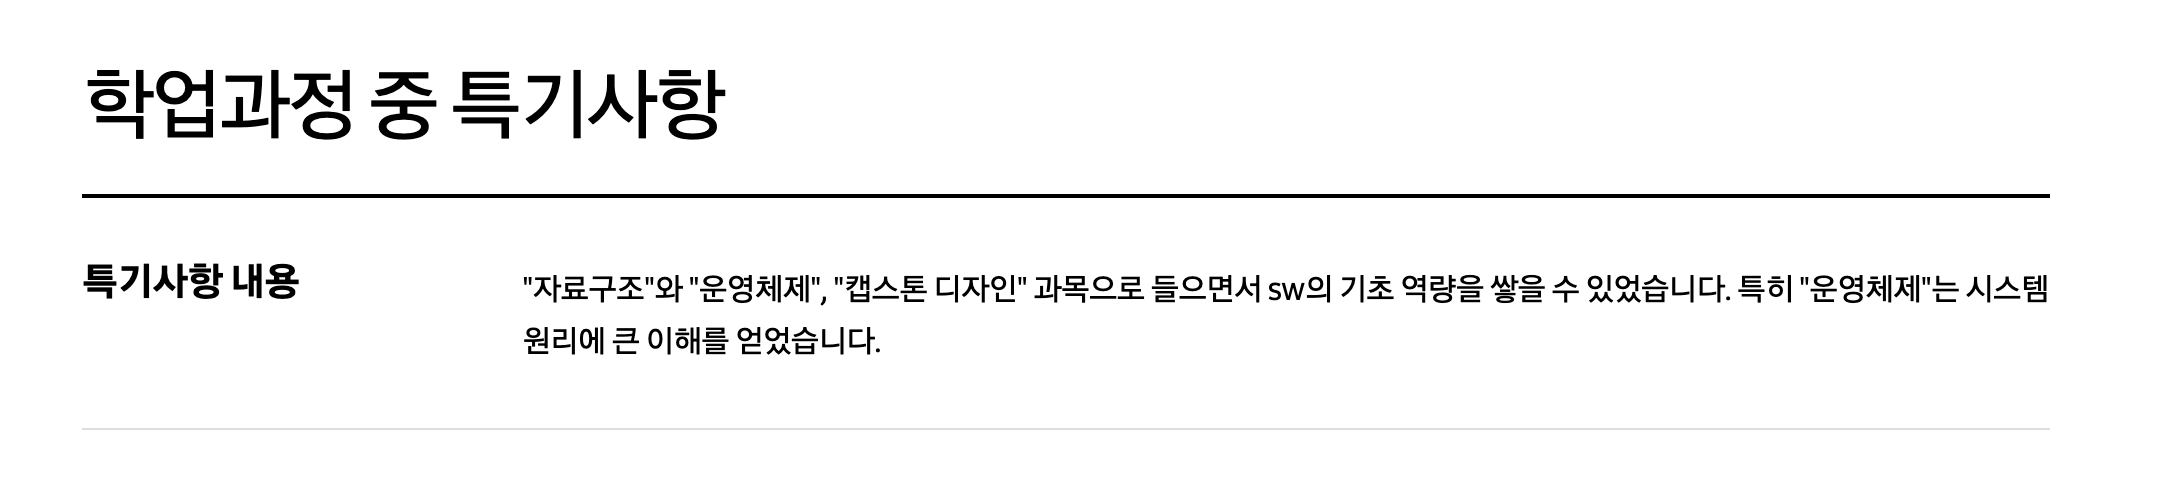 학업과정 중 특기사항
특기사항 내용
"자료구조"와 "운영체제", "캡스톤 디자인" 과목으로 들으면서 sw의 기초 역량을 쌓을 수 있었습니다. 특히 "운영체제"는 시스템
원리에 큰 이해를 얻었습니다.